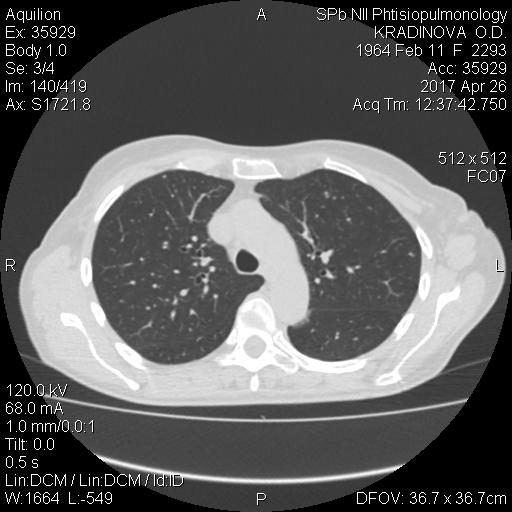 Aquilion
Ex: 35929
Body 1.0
Se: 3/4
Im: 140/419
Ax: S1721.8
A
SPb NII Phtisiopulmonology
KRADINOVA O.D.
1964 Feb 11 F 2293
Acc: 35929
2017 Apr 26
Acq Tm: 12:37:42.750
512 x 512
FC07
R
L
120.0 kV
68.0 mA
1.0 mm/0.0:1
Tilt: 0.0
0.5 s
Lin:DCM / Lin:DCM / Id:ID
W:1664 L:-549
P
DFOV: 36.7 x 36.7cm